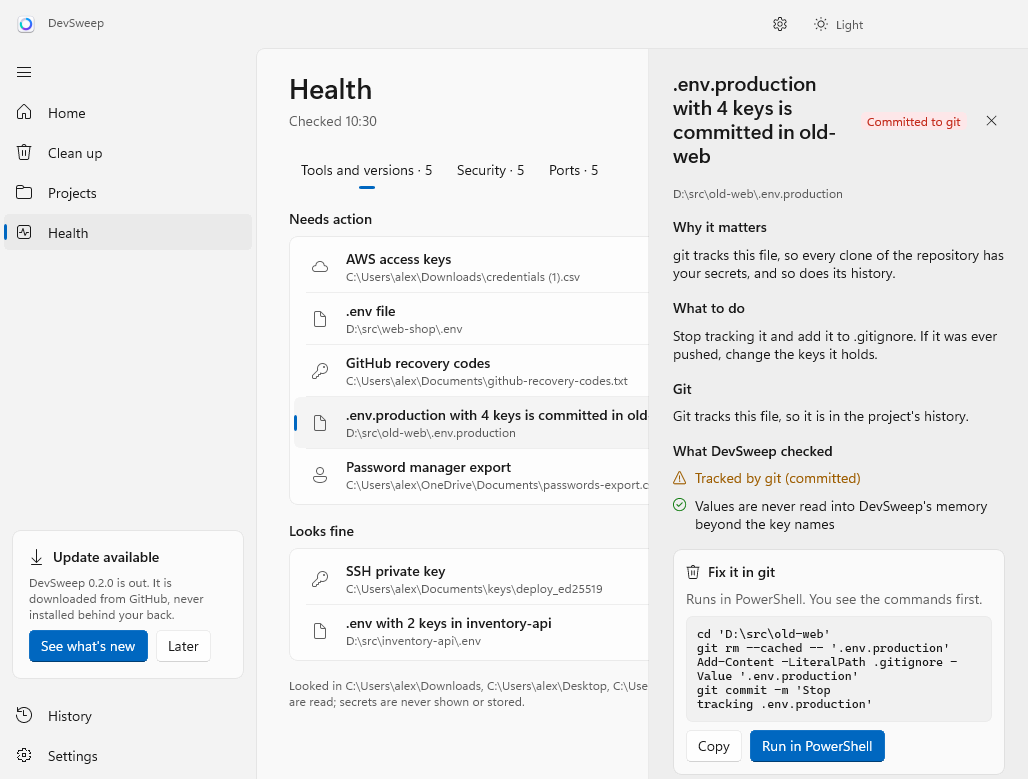 DevSweep
Light
Home
Clean up
Projects
Health
Update available
DevSweep 0.2.0 is out. It is
downloaded from GitHub, never
installed behind your back.
See what's new
Later
History
Settings
Health
Checked 10:30
Tools and versions · 5
Security · 5
Ports · 5
Needs action
AWS access keys
C:\Users\alex\Downloads\credentials (1).csv
.env file
D:\src\web-shop\.env
GitHub recovery codes
C:\Users\alex\Documents\github-recovery-codes.txt
.env.production with 4 keys is committed in old-
D:\src\old-web\.env.production
Password manager export
C:\Users\alex\OneDrive\Documents\passwords-export.c
Looks fine
SSH private key
C:\Users\alex\Documents\keys\deploy_ed25519
.env with 2 keys in inventory-api
D:\src\inventory-api\.env
Looked in C:\Users\alex\Downloads, C:\Users\alex\Desktop, C:\Use
are read; secrets are never shown or stored.
.env.production
with 4 keys is
committed in old-
web
Committed to git
D:\src\old-web\.env.production
Why it matters
git tracks this file, so every clone of the repository has
your secrets, and so does its history.
What to do
Stop tracking it and add it to .gitignore. If it was ever
pushed, change the keys it holds.
Git
Git tracks this file, so it is in the project's history.
What DevSweep checked
Tracked by git (committed)
Values are never read into DevSweep's memory
beyond the key names
Fix it in git
Runs in PowerShell. You see the commands first.
cd 'D:\src\old-web'
git rm --cached -- '.env.production'
Add-Content -LiteralPath .gitignore -
Value '.env.production'
git commit -m 'Stop
tracking .env.production'
Copy
Run in PowerShell